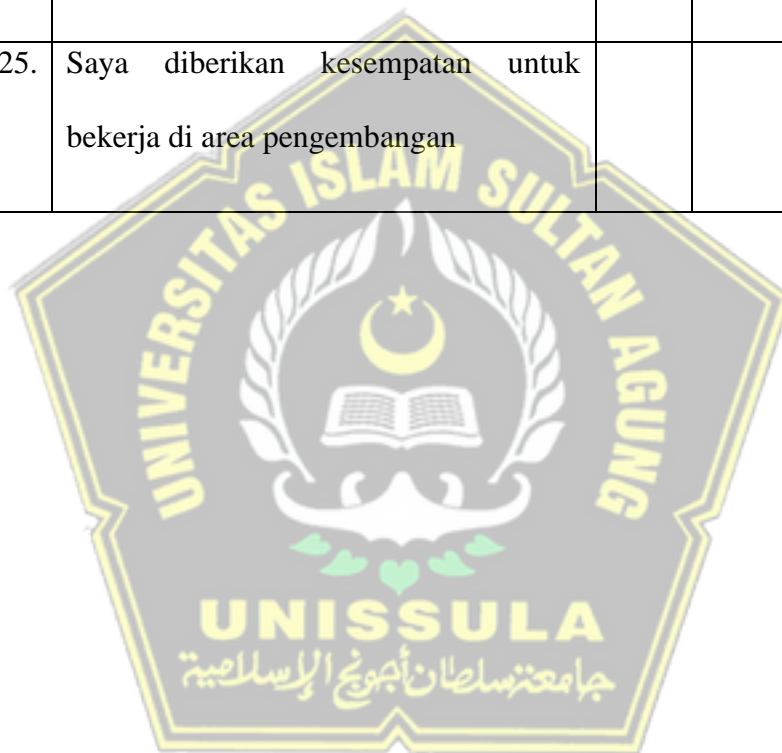 25. Saya diberikan kesempatan untuk
bekerja di area pengembangan
UNIVERSITAS ISLAM SULTAN AGUNG
UNISSULA
جامعة سلطان أجونج الإسلامية